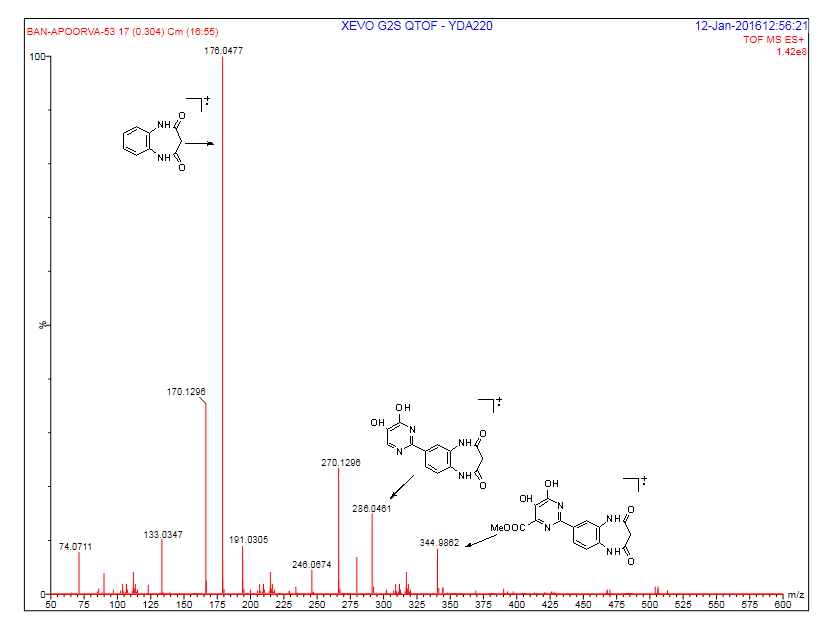 XEVO G2S QTOF - YDA220
12-Jan-201612:56:21
BAN-APOORVA-53 17 (0.304) Cm (16:55)
TOF MS ES+
1.42e8
176.0477
100
NH
O
NH
O
+
%
170.1296
OH
OH
N
N
NH
O
NH
O
+
270.1296
286.0461
OH
OH
N
N
MeOOC
NH
O
NH
O
+
344.9862
74.0711
133.0347
191.0305
246.0674
0
m/z
50 75 100 125 150 175 200 225 250 275 300 325 350 375 400 425 450 475 500 525 550 575 600